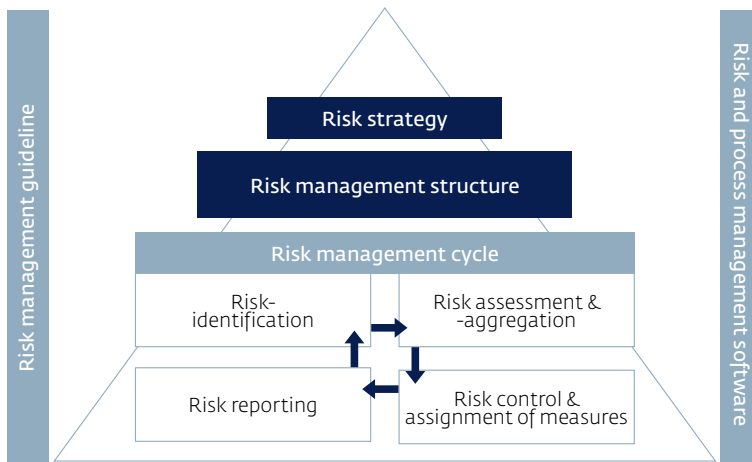 Risk management guideline
Risk strategy
Risk management structure
Risk management cycle
Risk-
identification
Risk assessment &
-aggregation
Risk reporting
Risk control &
assignment of measures
Risk and process management software